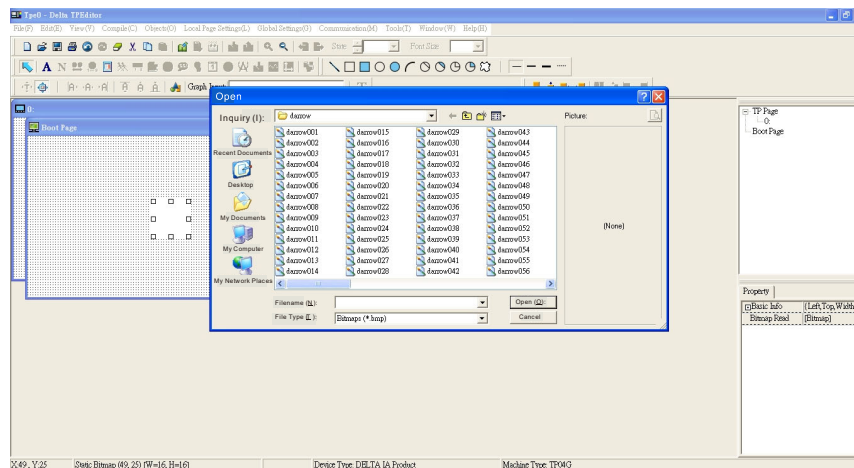 Tpe0 - Delta TPEditor
File(F) Edit(E) View(V) Compile(C) Objects(O) Local Page Settings(L) Global Settings(G) Communication(M) Tools(T) Window(W) Help(H)
Font Size
Graph
Open
0:
Boot Page
Inquiry (I): darrow
Picture:
Recent Documents
Desktop
My Documents
My Computer
My Network Places
darrow001 darrow015 darrow029 darrow043
darrow002 darrow016 darrow030 darrow044
darrow003 darrow017 darrow031 darrow045
darrow004 darrow018 darrow032 darrow046
darrow005 darrow019 darrow033 darrow047
darrow006 darrow020 darrow034 darrow048
darrow007 darrow021 darrow035 darrow049
darrow008 darrow022 darrow036 darrow050
darrow009 darrow023 darrow037 darrow051
darrow010 darrow024 darrow038 darrow052
darrow011 darrow025 darrow039 darrow053
darrow012 darrow026 darrow040 darrow054
darrow013 darrow027 darrow041 darrow055
darrow014 darrow028 darrow042 darrow056
(None)
Filename (N): Open (O):
File Type (T): Bitmaps (*.bmp) Cancel
TP Page
0:
Boot Page
Property
Basic Info (Left,Top,Width
Bitmap Read [Bitmap]
X:49, Y:25 Static Bitmap (49, 25) [W=16, H=16] Device Type: DELTA IA Product Machine Type: TP04G